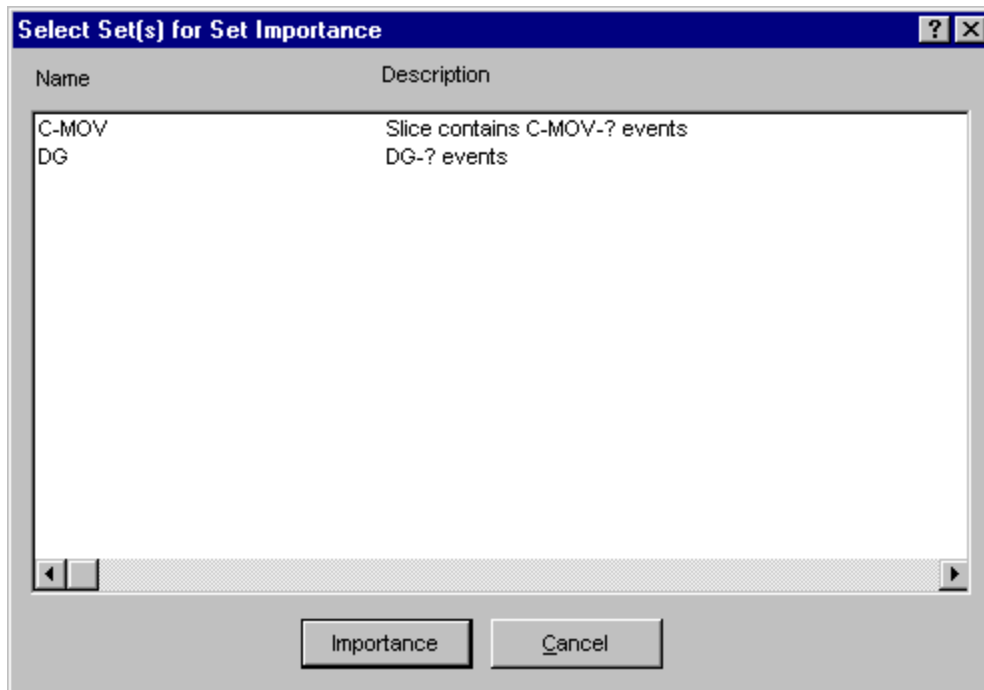 Select Set(s) for Set Importance
Name Description
C-MOV Slice contains C-MOV-? events
DG DG-? events
Importance Cancel